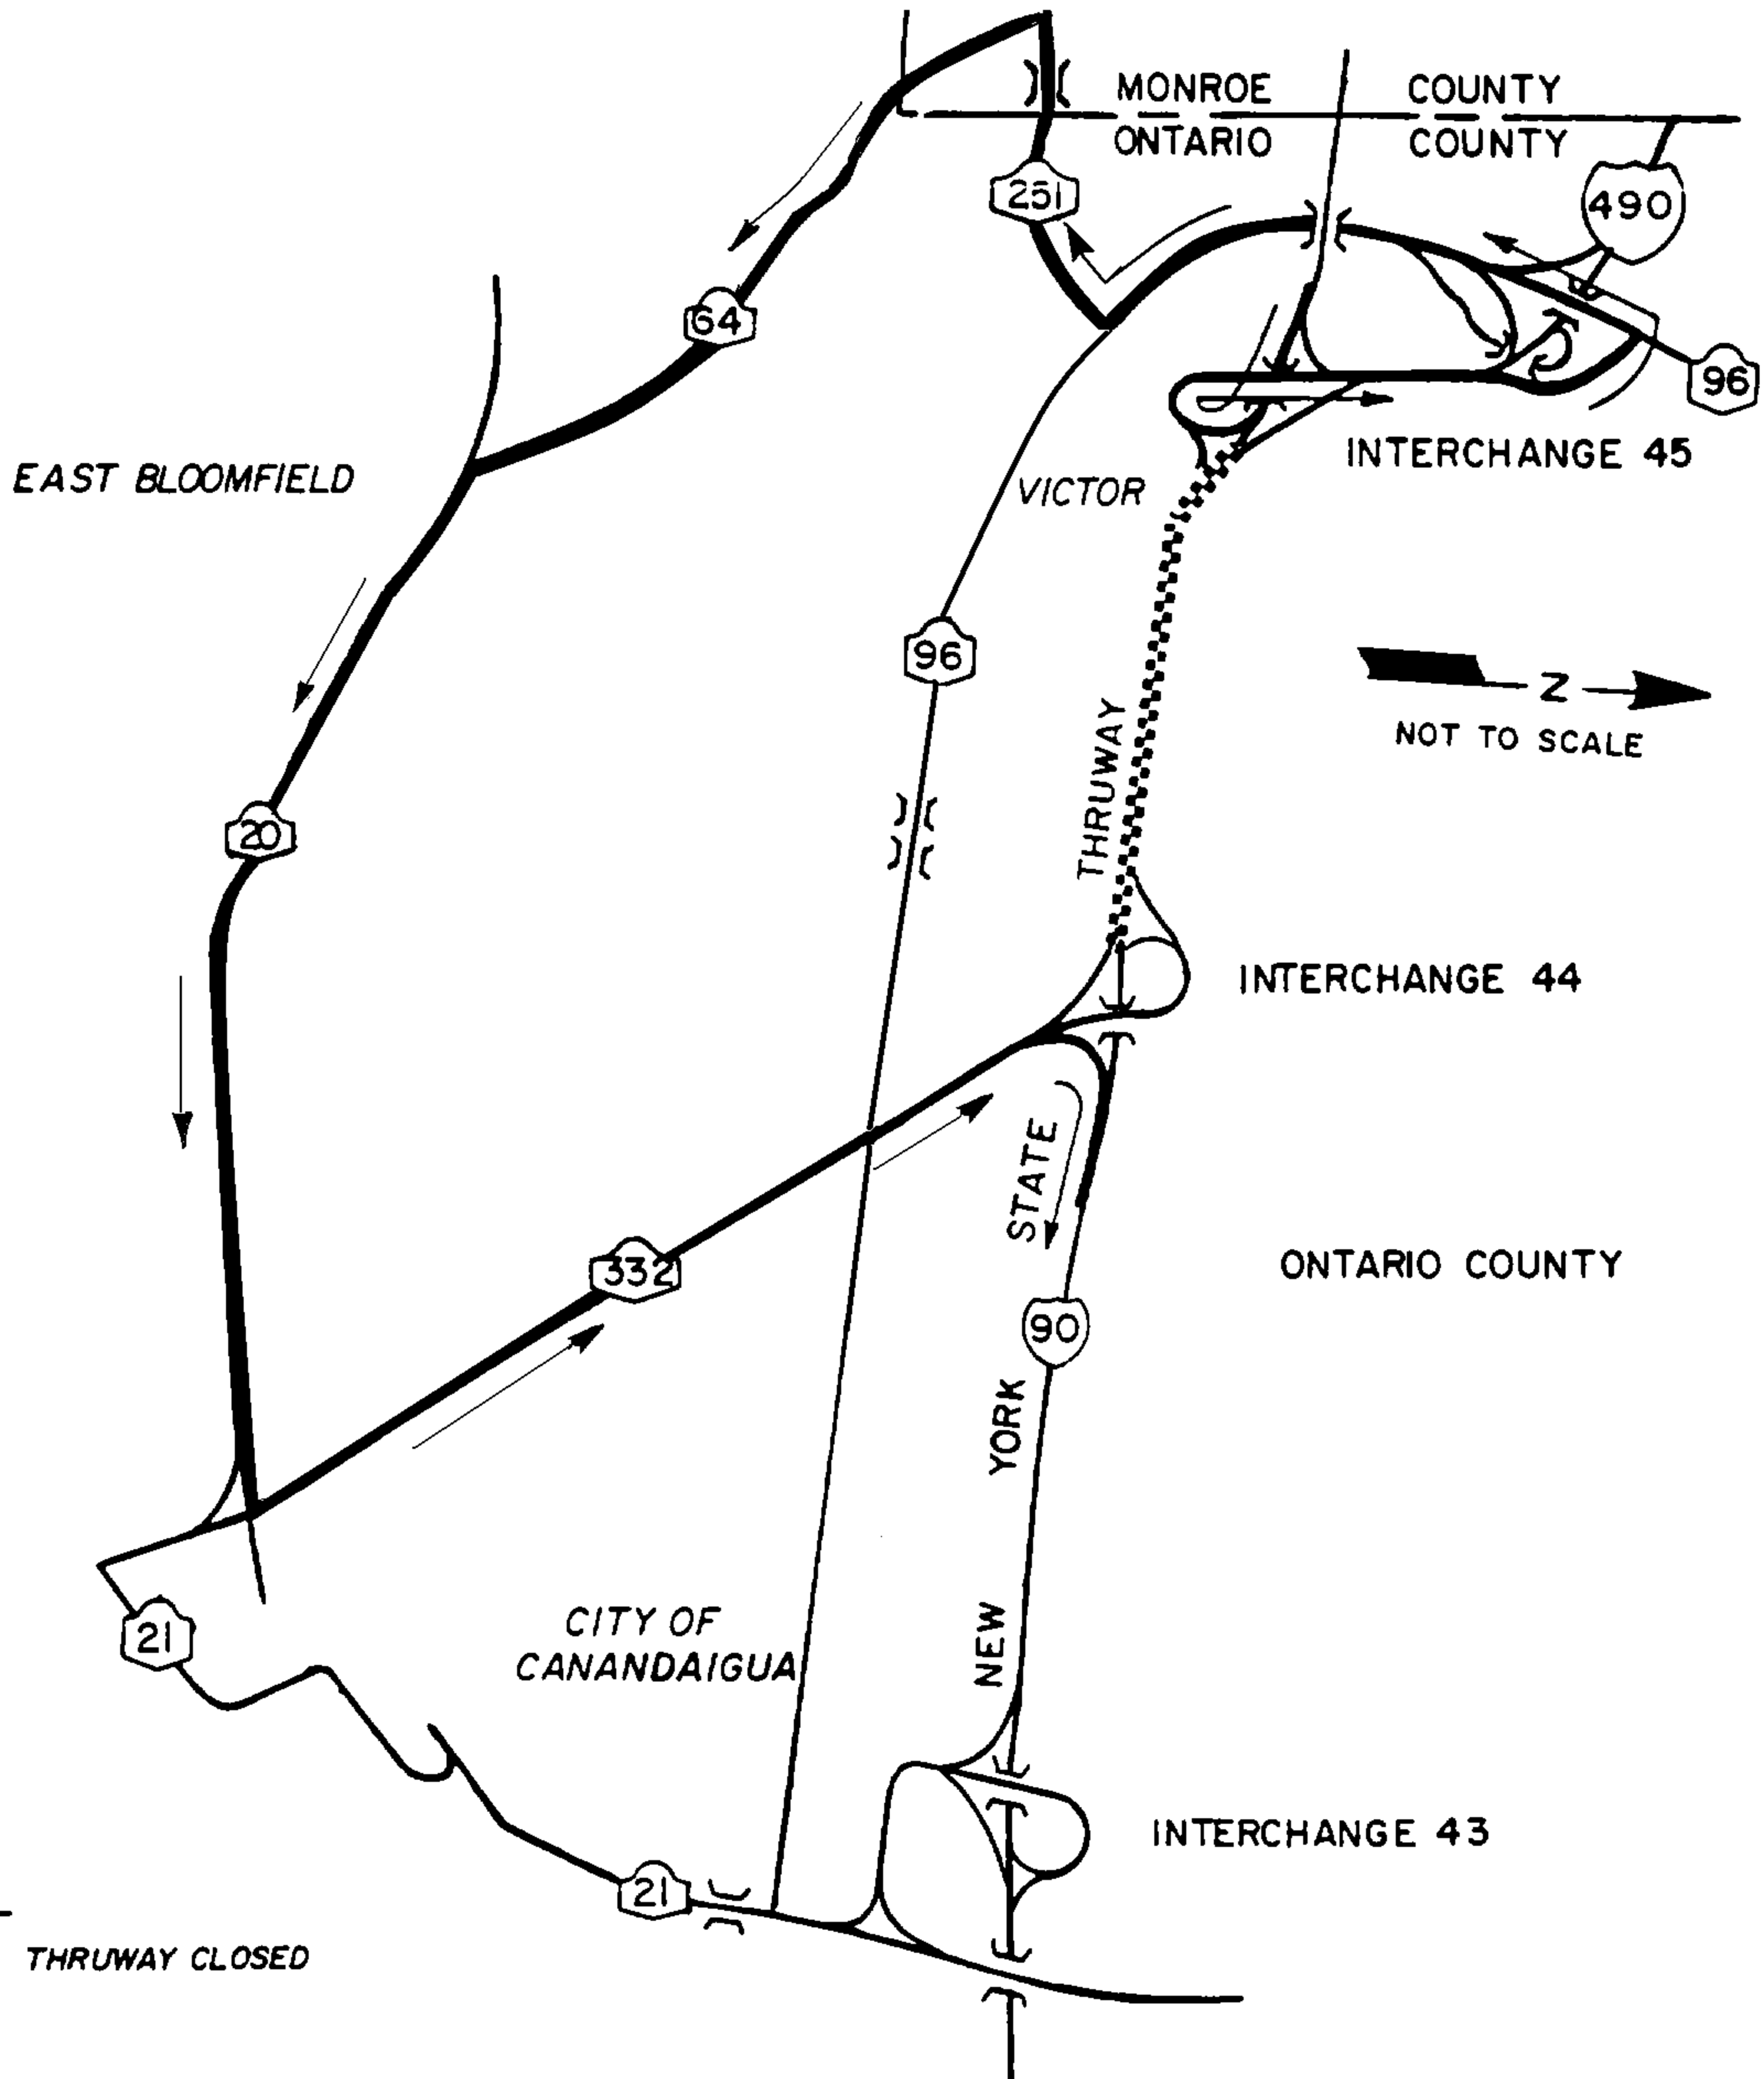 MONROE COUNTY
ONTARIO COUNTY
251
490
64
96
INTERCHANGE 45
EAST BLOOMFIELD
VICTOR
96
N
NOT TO SCALE
THRUWAY
20
INTERCHANGE 44
STATE
332
ONTARIO COUNTY
90
YORK
NEW
CITY OF
CANANDAIGUA
21
INTERCHANGE 43
21
THRUWAY CLOSED